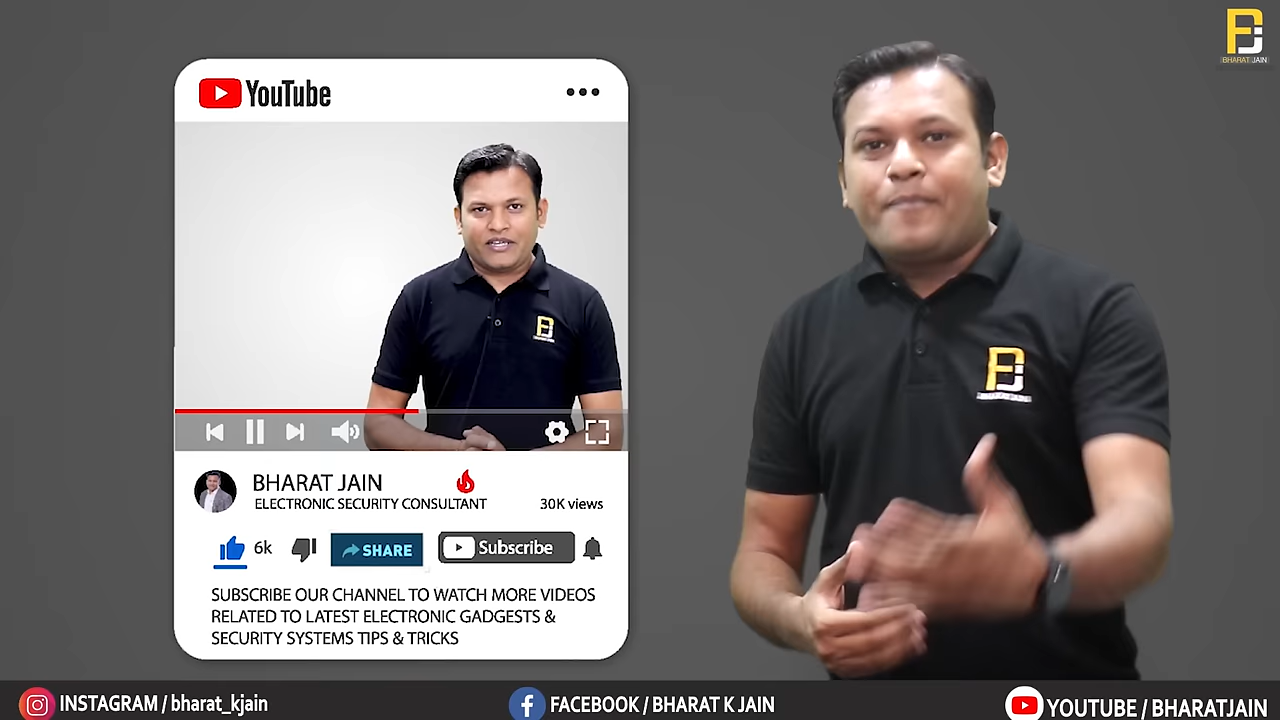 BHARAT JAIN
YouTube
BHARAT JAIN
ELECTRONIC SECURITY CONSULTANT
30K views
6k
SHARE
Subscribe
SUBSCRIBE OUR CHANNEL TO WATCH MORE VIDEOS
RELATED TO LATEST ELECTRONIC GADGESTS &
SECURITY SYSTEMS TIPS & TRICKS
INSTAGRAM / bharat_kjain
FACEBOOK / BHARAT K JAIN
YOUTUBE / BHARATJAIN